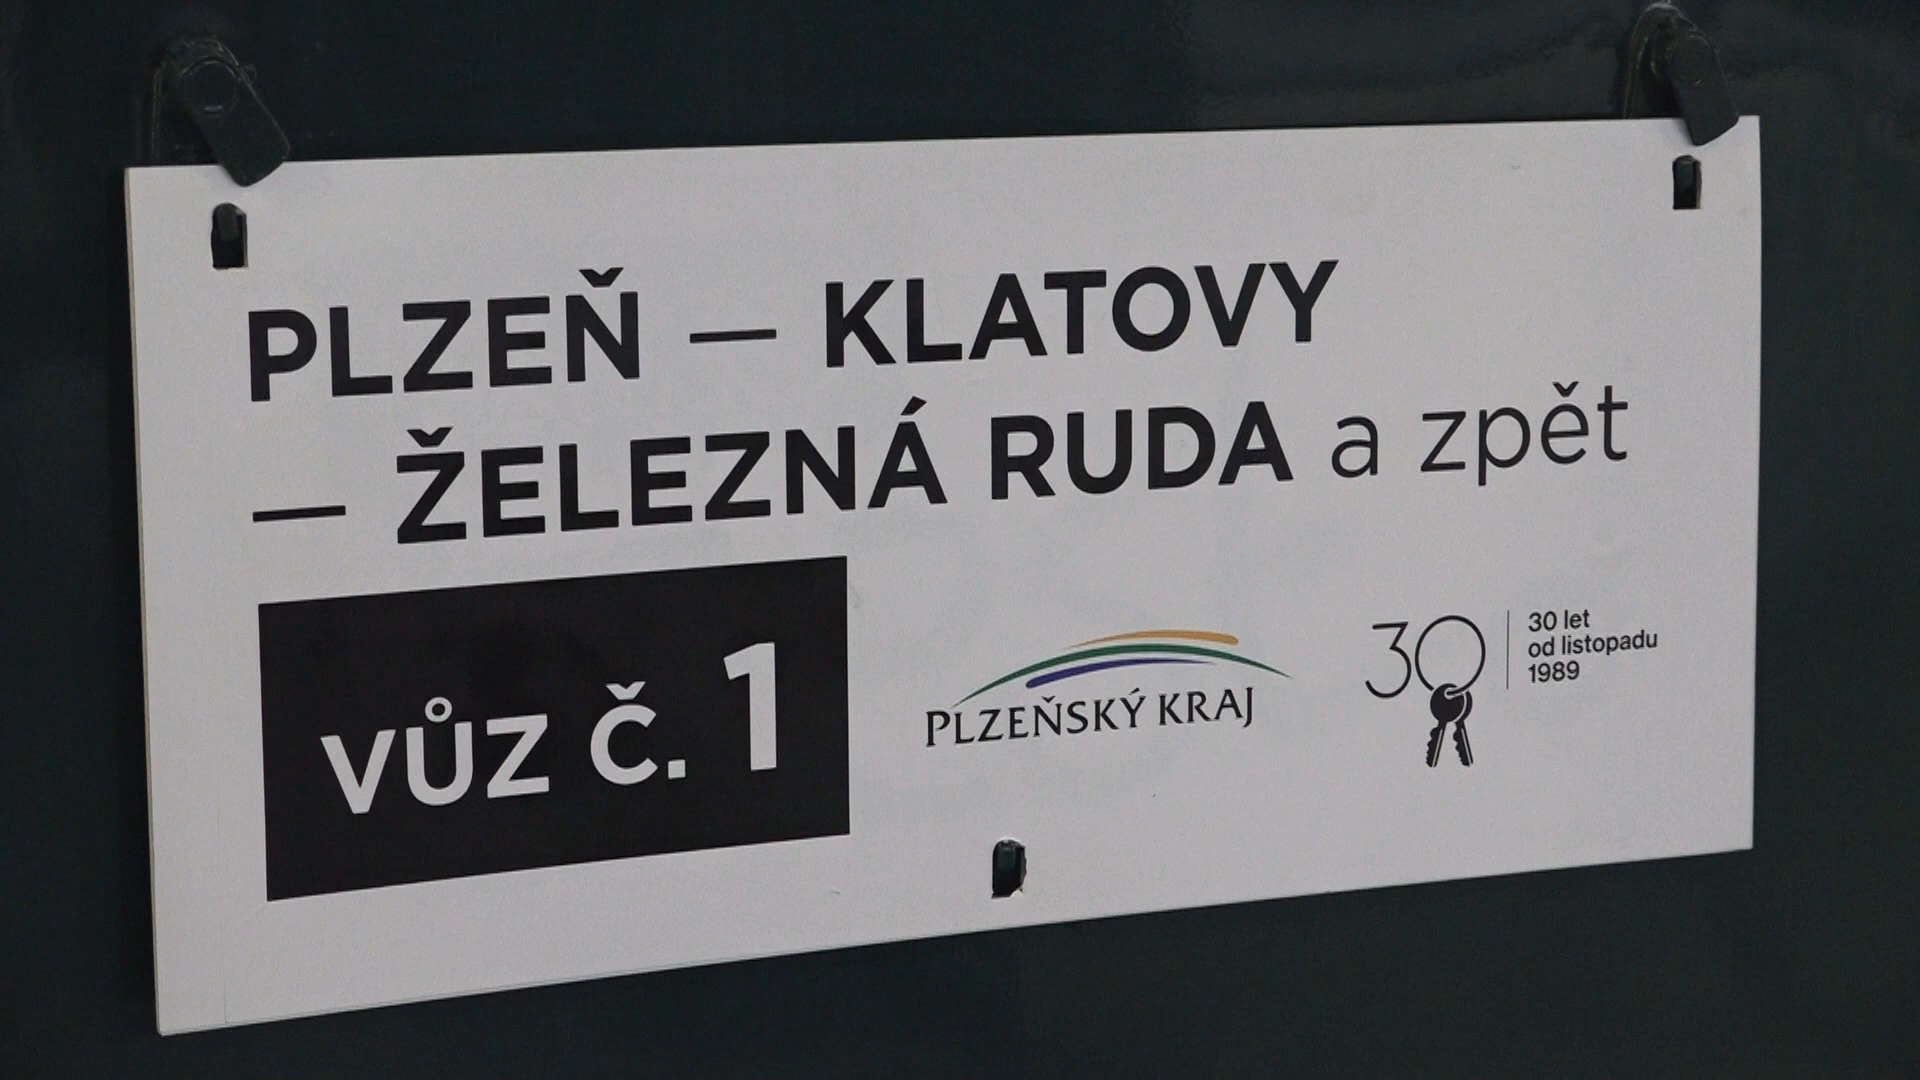 PLZEŇ — KLATOVY
— ŽELEZNÁ RUDA a zpět
VŮZ Č. 1
PLZEŇSKÝ KRAJ
30
30 let
od listopadu
1989